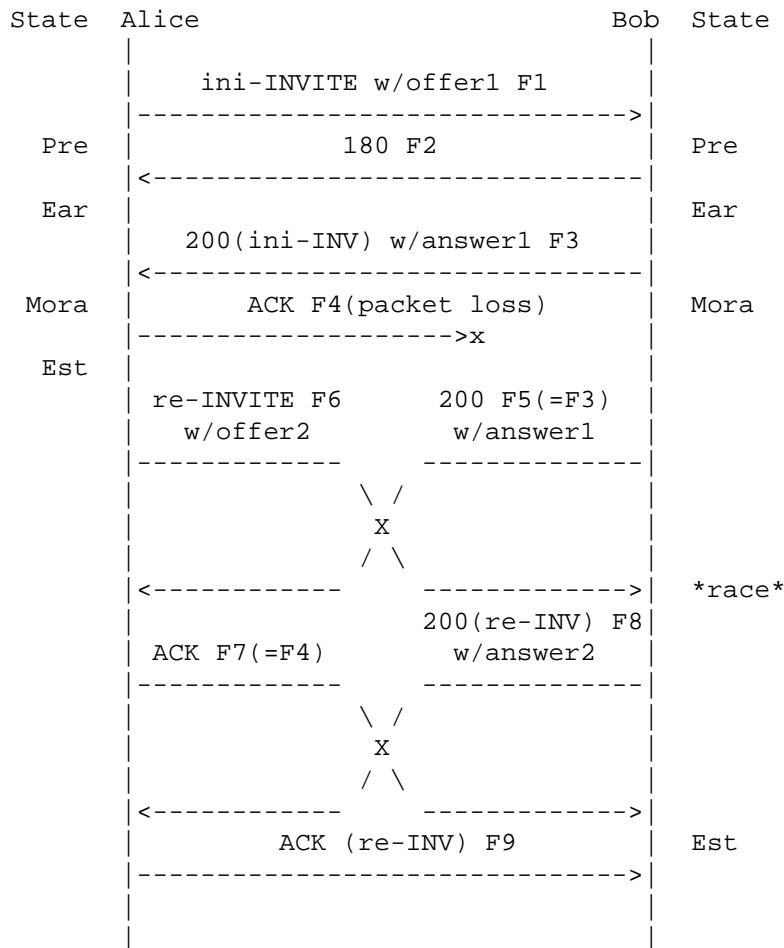 State Alice Bob State
ini-INVITE w/offer1 F1
Pre 180 F2 Pre
Ear Ear
200(ini-INV) w/answer1 F3
Mora ACK F4(packet loss) Mora
x
Est
re-INVITE F6 200 F5(=F3)
w/offer2 w/answer1
X
*race*
200(re-INV) F8
ACK F7(=F4) w/answer2
X
ACK (re-INV) F9 Est